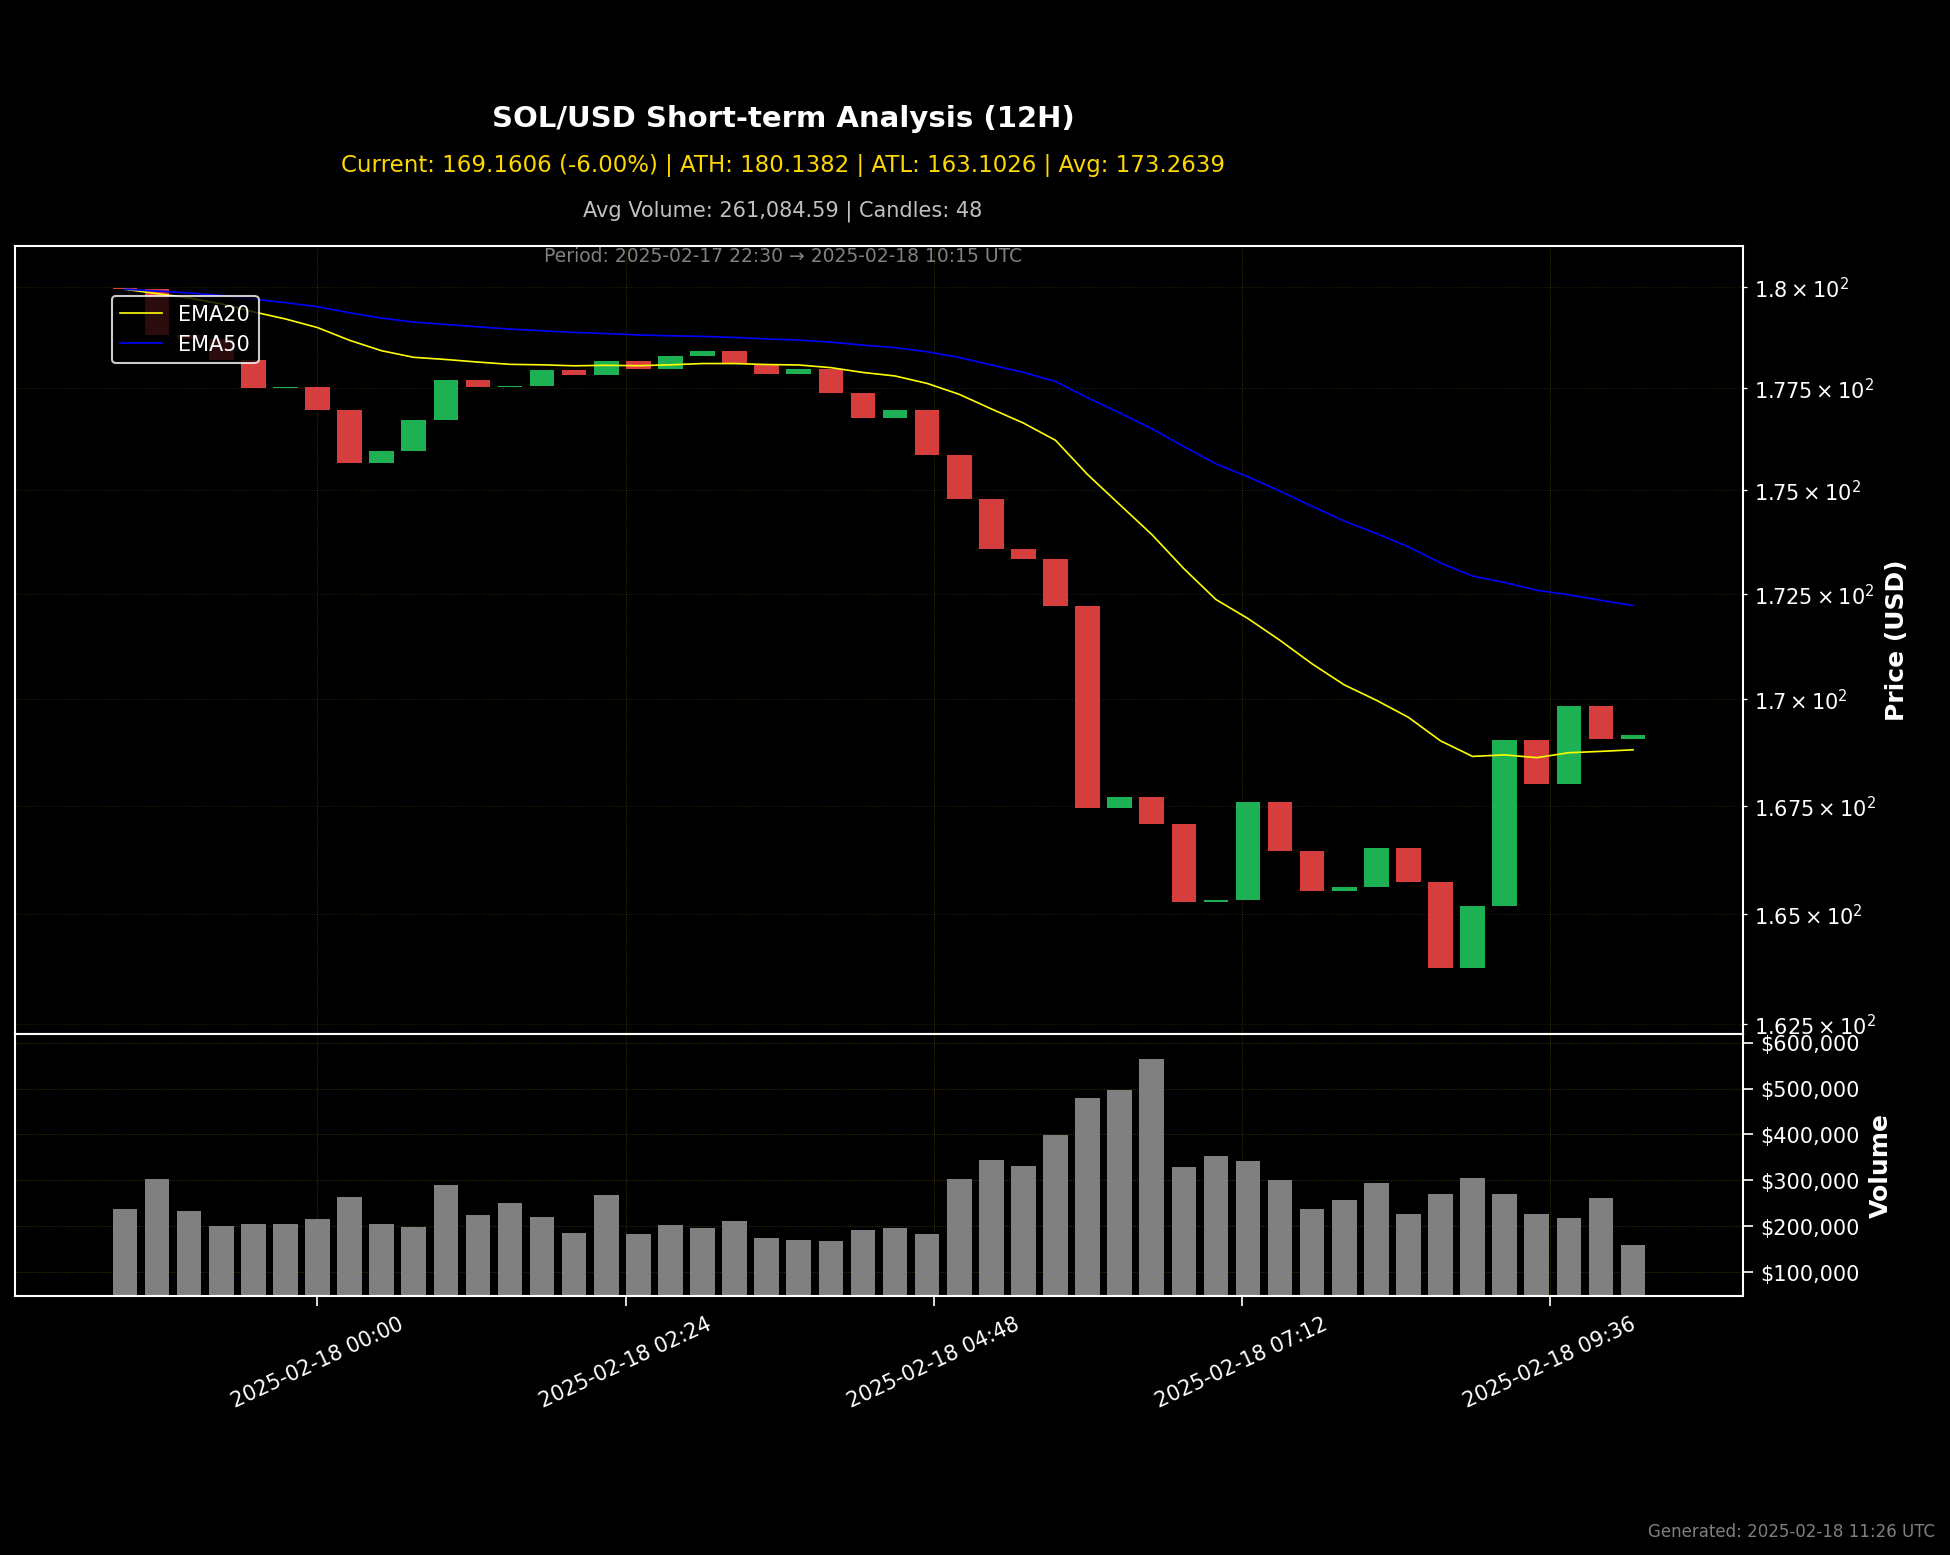 SOL/USD Short-term Analysis (12H)
Current: 169.1606 (-6.00%) | ATH: 180.1382 | ATL: 163.1026 | Avg: 173.2639
Avg Volume: 261,084.59 | Candles: 48
Period: 2025-02-17 22:30 → 2025-02-18 10:15 UTC
EMA20
EMA50
1.8 × 10²
1.775 × 10²
1.75 × 10²
1.725 × 10²
1.7 × 10²
1.675 × 10²
1.65 × 10²
1.625 × 10²
Price (USD)
$600,000
$500,000
$400,000
$300,000
$200,000
$100,000
Volume
2025-02-18 00:00
2025-02-18 02:24
2025-02-18 04:48
2025-02-18 07:12
2025-02-18 09:36
Generated: 2025-02-18 11:26 UTC